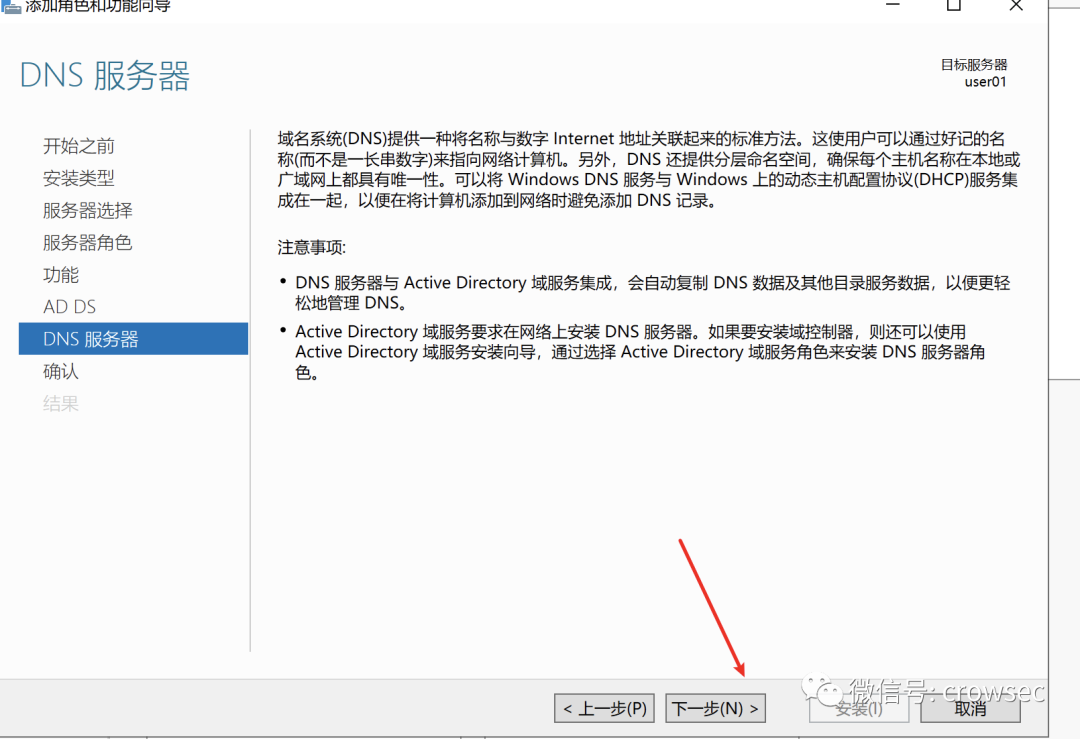 添加角色和功能向导
DNS 服务器
目标服务器
user01
开始之前
安装类型
服务器选择
服务器角色
功能
AD DS
DNS 服务器
确认
结果
域名系统(DNS)提供一种将名称与数字 Internet 地址关联起来的标准方法。这使用户可以通过好记的名
称(而不是一长串数字)来指向网络计算机。另外，DNS 还提供分层命名空间，确保每个主机名称在本地或
广域网上都具有唯一性。可以将 Windows DNS 服务与 Windows 上的动态主机配置协议(DHCP)服务集
成在一起，以便在将计算机添加到网络时避免添加 DNS 记录。
注意事项:
• DNS 服务器与 Active Directory 域服务集成，会自动复制 DNS 数据及其他目录服务数据，以便更轻
松地管理 DNS。
• Active Directory 域服务要求在网络上安装 DNS 服务器。如果要安装域控制器，则还可以使用
Active Directory 域服务安装向导，通过选择 Active Directory 域服务角色来安装 DNS 服务器角
色。
< 上一步(P)
下一步(N) >
安装(I)
取消
微信号: crowsec